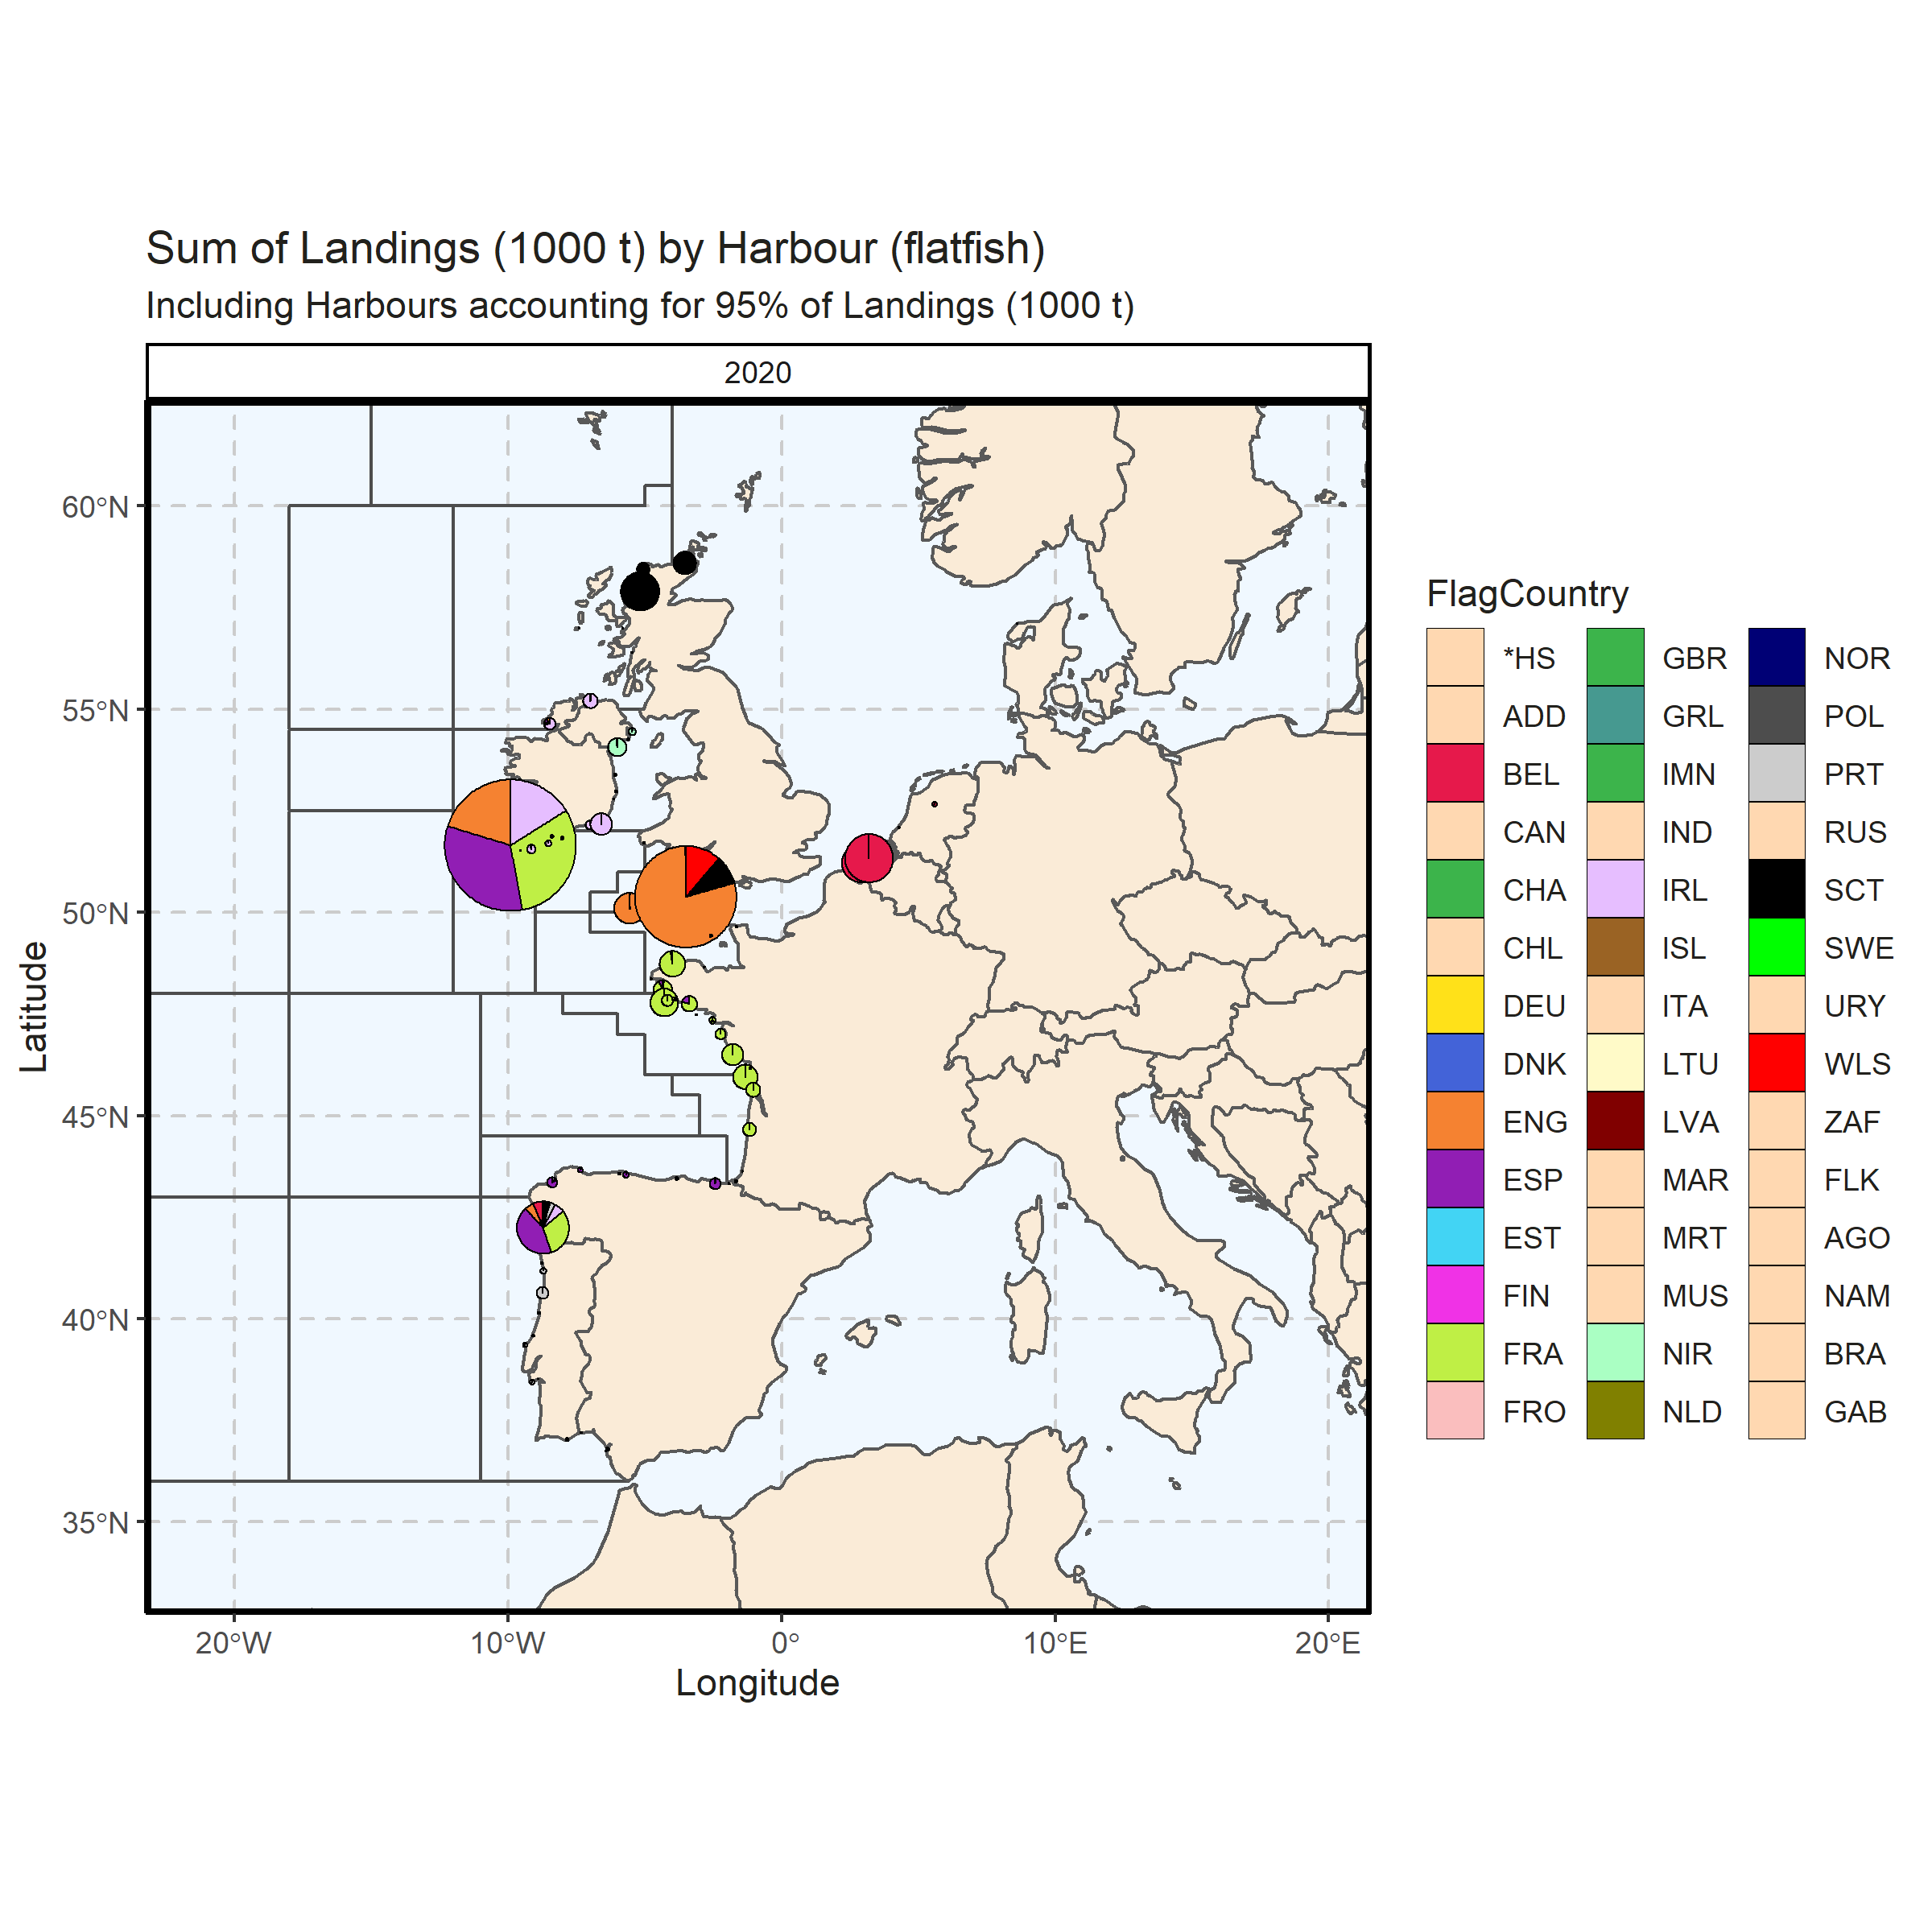 Sum of Landings (1000 t) by Harbour (flatfish)
Including Harbours accounting for 95% of Landings (1000 t)
2020
60°N
55°N
50°N
45°N
40°N
35°N
Latitude
20°W
10°W
0°
10°E
20°E
Longitude
FlagCountry
*HS
ADD
BEL
CAN
CHA
CHL
DEU
DNK
ENG
ESP
EST
FIN
FRA
FRO
GBR
GRL
IMN
IND
IRL
ISL
ITA
LTU
LVA
MAR
MRT
MUS
NIR
NLD
NOR
POL
PRT
RUS
SCT
SWE
URY
WLS
ZAF
FLK
AGO
NAM
BRA
GAB